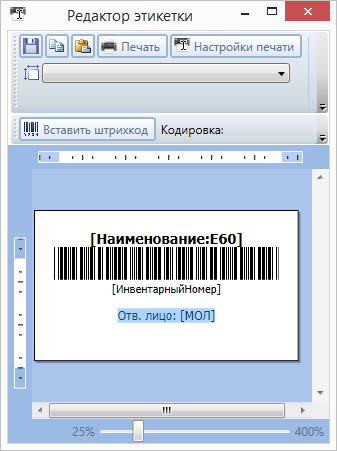 Редактор этикетки
Печать
Настройки печати
Вставить штрихкод
Кодировка:
[Наименование:E60]
[ИнвентарныйНомер]
Отв. лицо: [МОЛ]
25%
400%